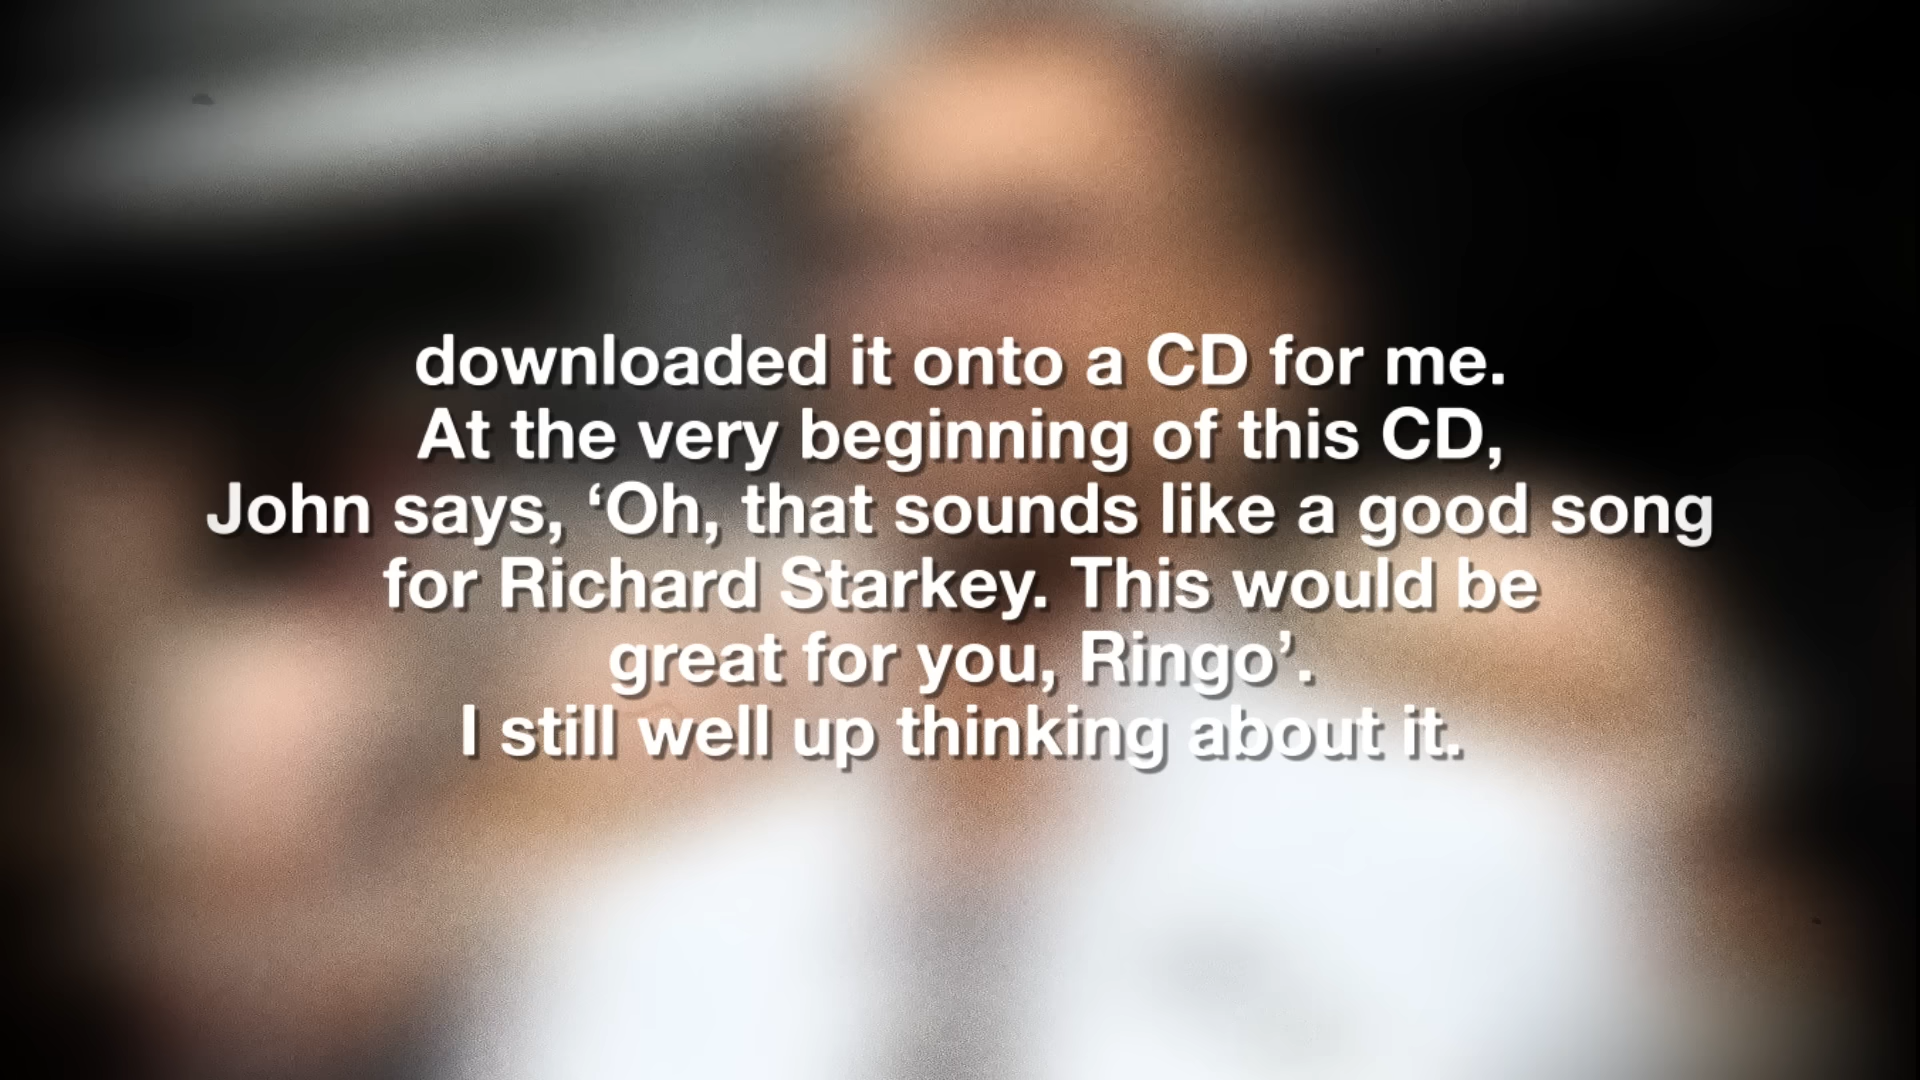 downloaded it onto a CD for me.
At the very beginning of this CD,
John says, ‘Oh, that sounds like a good song
for Richard Starkey. This would be
great for you, Ringo’.
I still well up thinking about it.